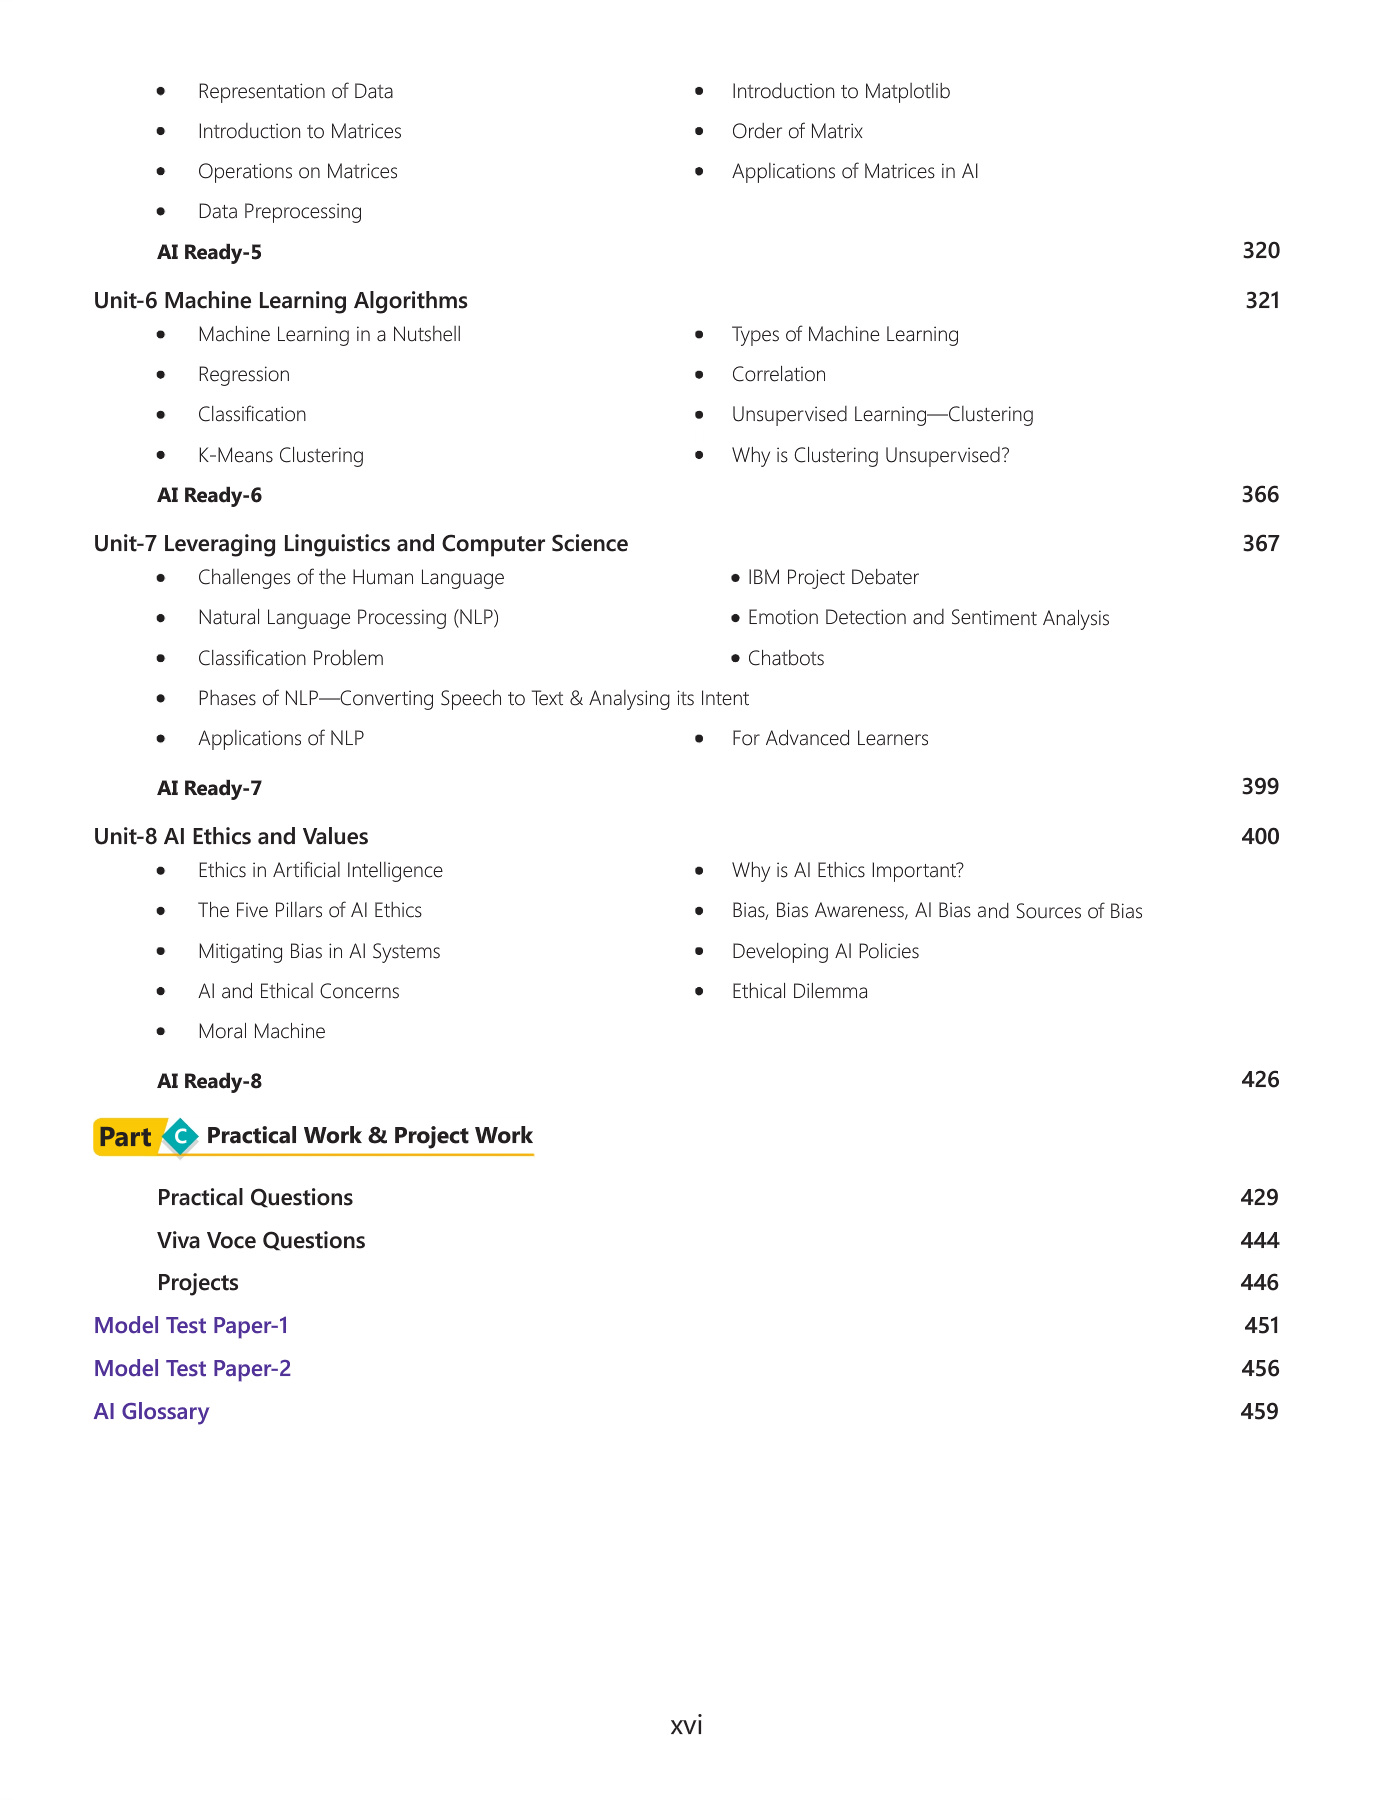 • Representation of Data • Introduction to Matplotlib
• Introduction to Matrices • Order of Matrix
• Operations on Matrices • Applications of Matrices in AI
• Data Preprocessing
AI Ready-5 320
Unit-6 Machine Learning Algorithms 321
• Machine Learning in a Nutshell • Types of Machine Learning
• Regression • Correlation
• Classification • Unsupervised Learning—Clustering
• K-Means Clustering • Why is Clustering Unsupervised?
AI Ready-6 366
Unit-7 Leveraging Linguistics and Computer Science 367
• Challenges of the Human Language • IBM Project Debater
• Natural Language Processing (NLP) • Emotion Detection and Sentiment Analysis
• Classification Problem • Chatbots
• Phases of NLP—Converting Speech to Text & Analysing its Intent
• Applications of NLP • For Advanced Learners
AI Ready-7 399
Unit-8 AI Ethics and Values 400
• Ethics in Artificial Intelligence • Why is AI Ethics Important?
• The Five Pillars of AI Ethics • Bias, Bias Awareness, AI Bias and Sources of Bias
• Mitigating Bias in AI Systems • Developing AI Policies
• AI and Ethical Concerns • Ethical Dilemma
• Moral Machine
AI Ready-8 426
Part C Practical Work & Project Work
Practical Questions 429
Viva Voce Questions 444
Projects 446
Model Test Paper-1 451
Model Test Paper-2 456
AI Glossary 459
xvi